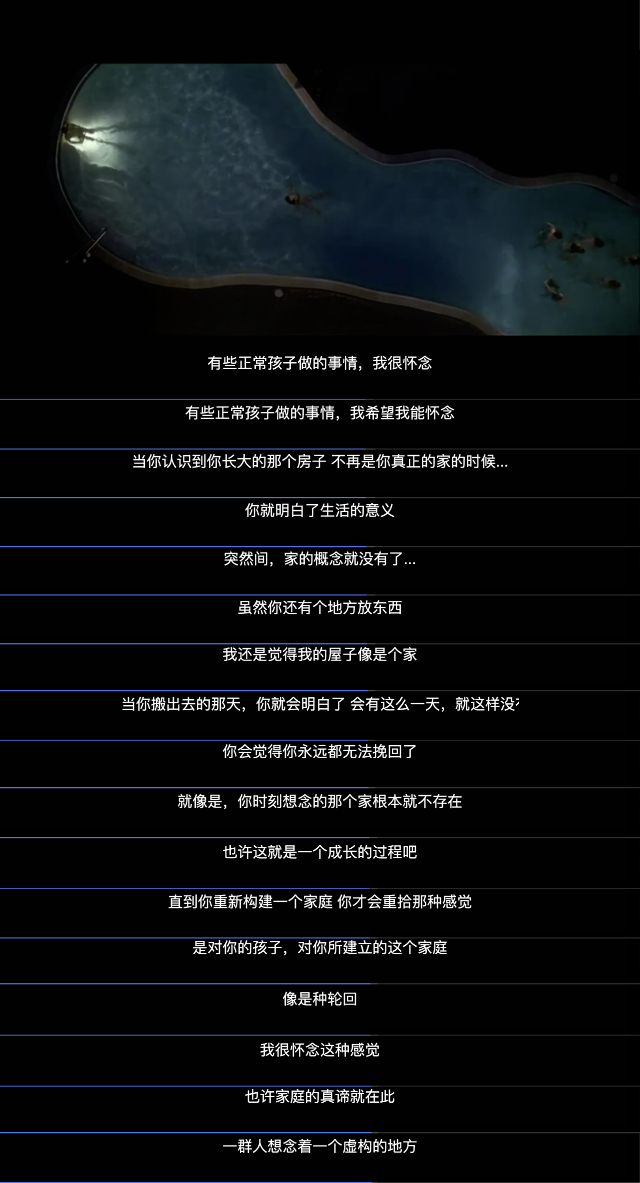 有些正常孩子做的事情，我很怀念
有些正常孩子做的事情，我希望我能怀念
当你认识到你长大的那个房子 不再是你真正的家的时候...
你就明白了生活的意义
突然间，家的概念就没有了...
虽然你还有个地方放东西
我还是觉得我的屋子像是个家
当你搬出去的那天，你就会明白了 会有这么一天，就这样没
你会觉得你永远都无法挽回了
就像是，你时刻想念的那个家根本就不存在
也许这就是一个成长的过程吧
直到你重新构建一个家庭 你才会重拾那种感觉
是对你的孩子，对你所建立的这个家庭
像是种轮回
我很怀念这种感觉
也许家庭的真谛就在此
一群人想念着一个虚构的地方